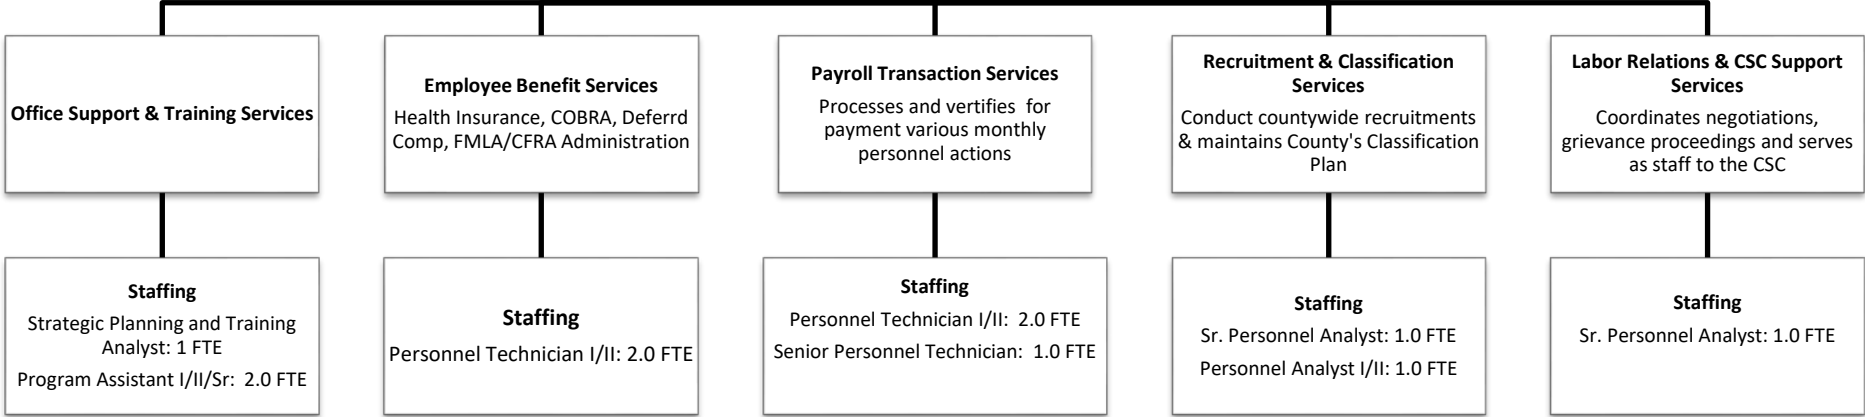 Office Support & Training Services
Employee Benefit Services
Health Insurance, COBRA, Deferrd
Comp, FMLA/CFRA Administration
Payroll Transaction Services
Processes and vertifies for
payment various monthly
personnel actions
Recruitment & Classification
Services
Conduct countywide recruitments
& maintains County's Classification
Plan
Labor Relations & CSC Support
Services
Coordinates negotiations,
grievance proceedings and serves
as staff to the CSC
Staffing
Strategic Planning and Training
Analyst: 1 FTE
Program Assistant I/II/Sr: 2.0 FTE
Staffing
Personnel Technician I/II: 2.0 FTE
Staffing
Personnel Technician I/II: 2.0 FTE
Senior Personnel Technician: 1.0 FTE
Staffing
Sr. Personnel Analyst: 1.0 FTE
Personnel Analyst I/II: 1.0 FTE
Staffing
Sr. Personnel Analyst: 1.0 FTE